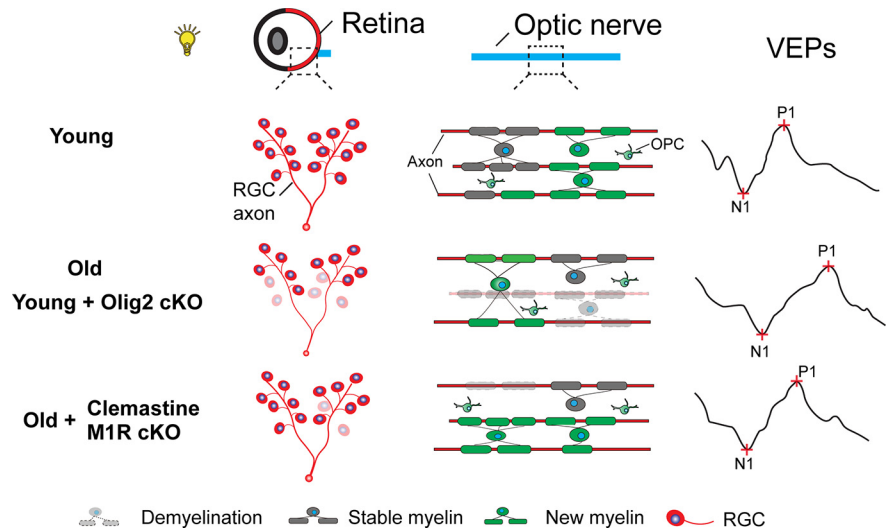 Retina
Optic nerve
VEPs
Young
RGC
axon
Axon
OPC
P1
N1
Old
Young + Olig2 cKO
P1
N1
Old + Clemastine
M1R cKO
P1
N1
Demyelination
Stable myelin
New myelin
RGC